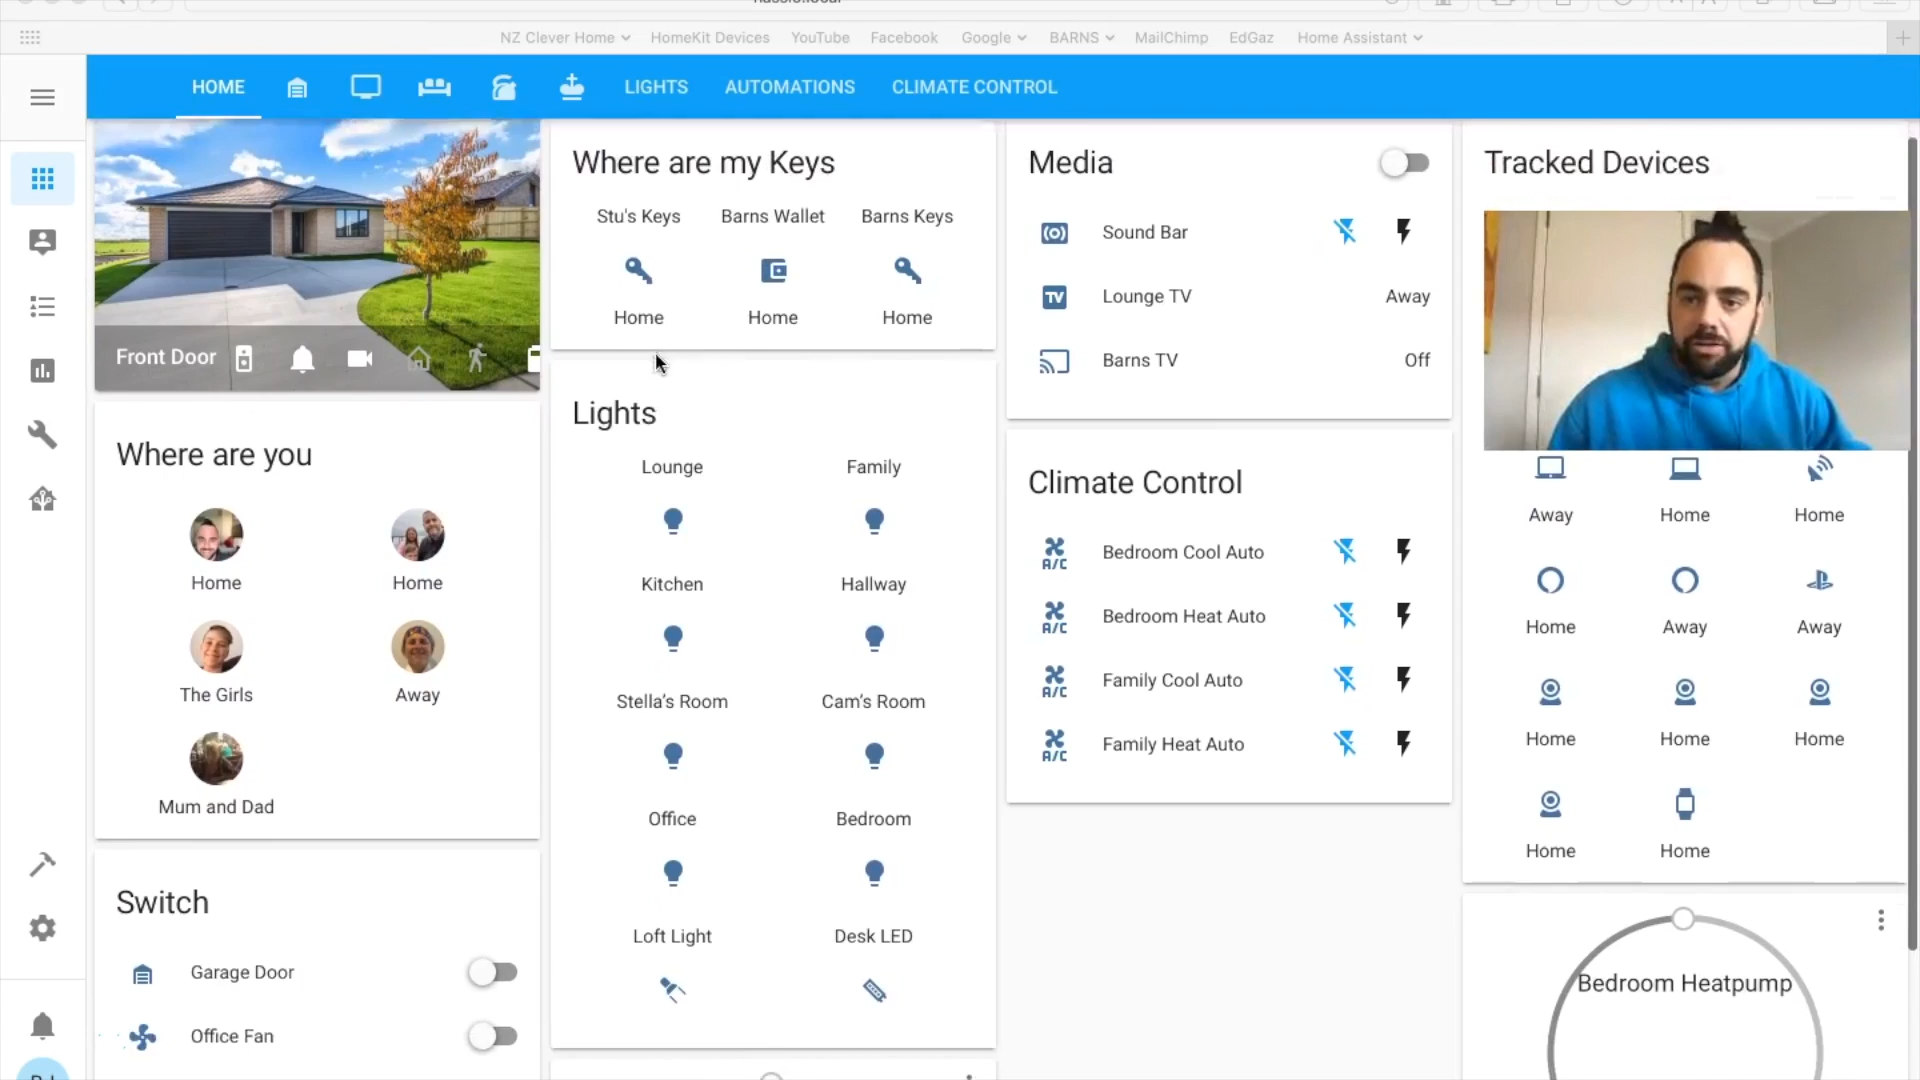 NZ Clever Home HomeKit Devices YouTube Facebook Google BARNS MailChimp EdGaz Home Assistant
HOME LIGHTS AUTOMATIONS CLIMATE CONTROL
Front Door
Where are you
Home Home
The Girls Away
Mum and Dad
Switch
Garage Door
Office Fan
Where are my Keys
Stu's Keys Barns Wallet Barns Keys
Home Home Home
Lights
Lounge Family
Kitchen Hallway
Stella's Room Cam's Room
Office Bedroom
Loft Light Desk LED
Media
Sound Bar
TV Lounge TV Away
Barns TV Off
Climate Control
A/C Bedroom Cool Auto
A/C Bedroom Heat Auto
A/C Family Cool Auto
A/C Family Heat Auto
Tracked Devices
Away Home Home
Home Away Away
Home Home Home
Home Home
Bedroom Heatpump